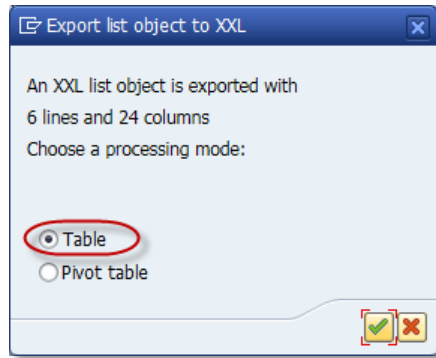 Export list object to XXL
An XXL list object is exported with
6 lines and 24 columns
Choose a processing mode:
Table
Pivot table